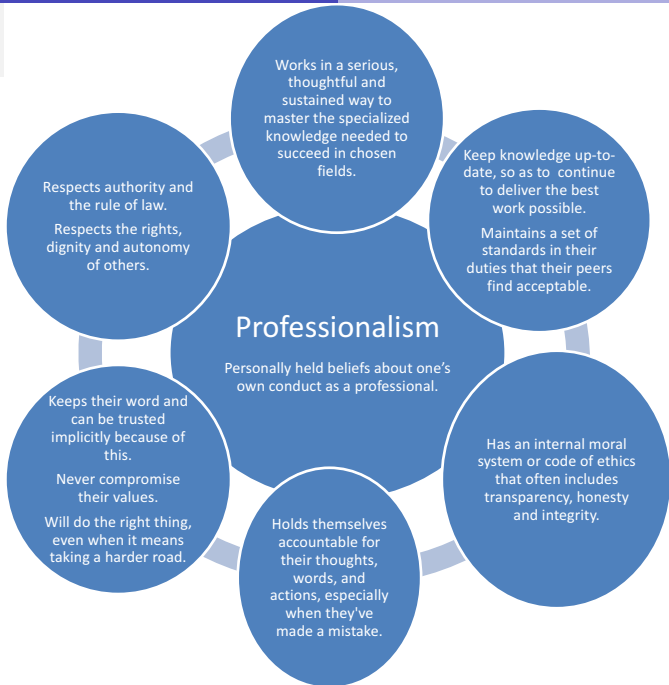 Works in a serious,
thoughtful and
sustained way to
master the specialized
knowledge needed to
succeed in chosen
fields.
Keep knowledge up-to-
date, so as to continue
to deliver the best
work possible.
Maintains a set of
standards in their
duties that their peers
find acceptable.
Has an internal moral
system or code of ethics
that often includes
transparency, honesty
and integrity.
Holds themselves
accountable for
their thoughts,
words, and
actions, especially
when they've
made a mistake.
Keeps their word and
can be trusted
implicitly because of
this.
Never compromise
their values.
Will do the right thing,
even when it means
taking a harder road.
Respects authority and
the rule of law.
Respects the rights,
dignity and autonomy
of others.
Professionalism
Personally held beliefs about one's
own conduct as a professional.